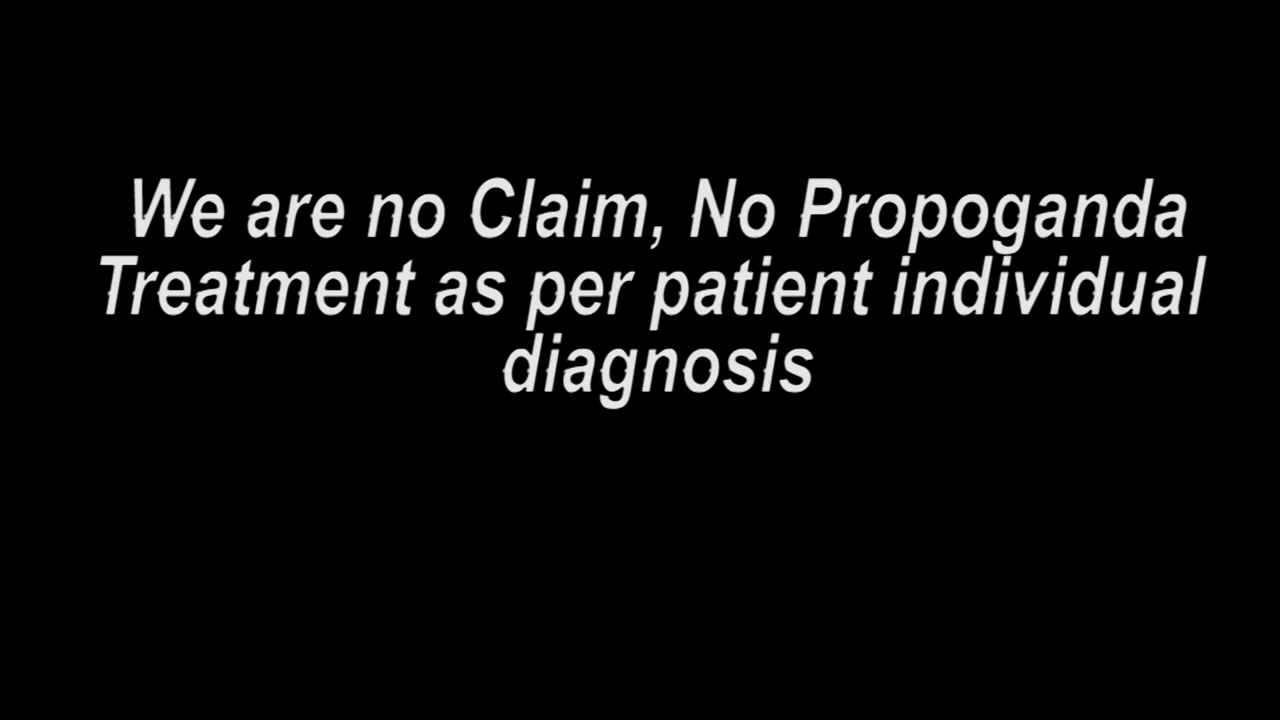 We are no Claim, No Propoganda
Treatment as per patient individual
diagnosis